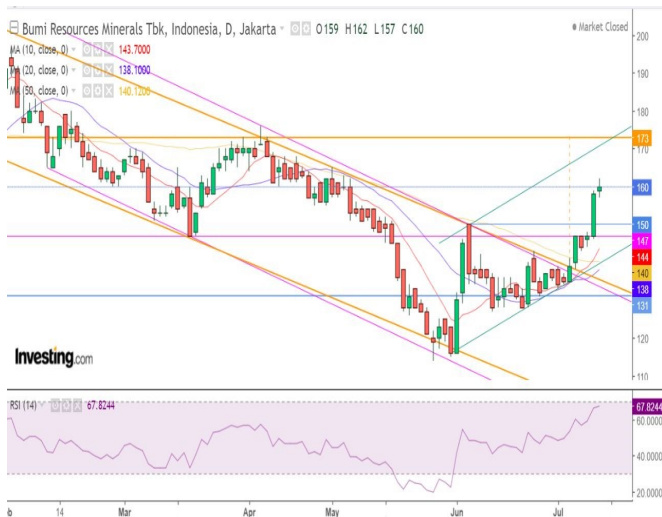 Bumi Resources Minerals Tbk, Indonesia, D, Jakarta O159 H162 L157 C160
Market Closed
MA (10, close, 0) 143.7000
MA (20, close, 0) 138.1000
MA (50, close, 0) 140.1200
200
190
180
173
170
160
150
147
144
140
138
131
120
110
Investing.com
RSI (14) 67.8244
67.8244
60.0000
40.0000
20.0000
14 Mar Apr May Jun Jul